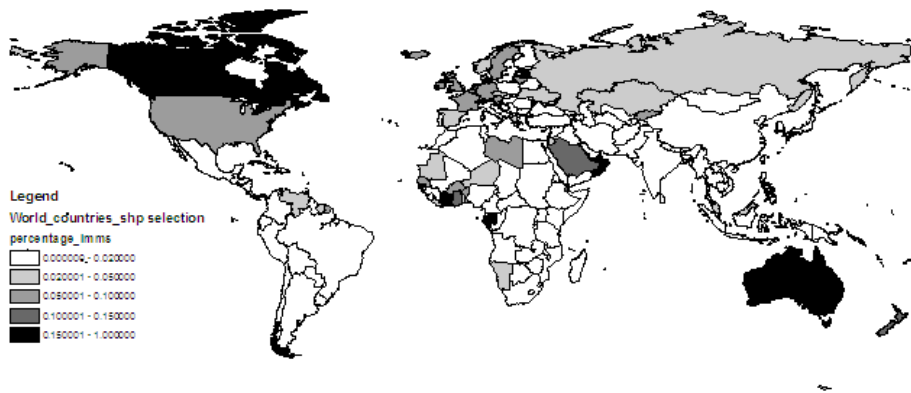 Legend
World_countries_shp selection
percentage_imms
0.000000 - 0.020000
0.020001 - 0.050000
0.050001 - 0.100000
0.100001 - 0.150000
0.150001 - 1.000000